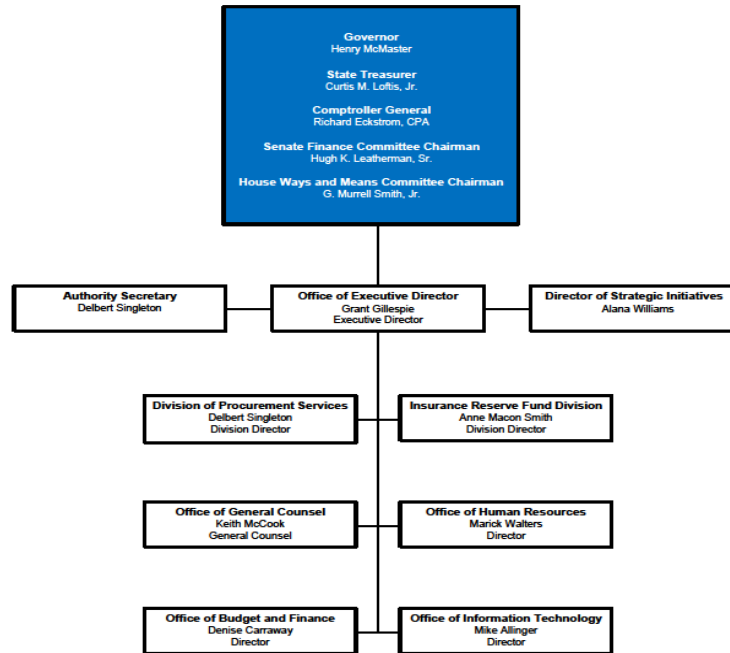 Governor
Henry McMaster
State Treasurer
Curtis M. Loftis, Jr.
Comptroller General
Richard Eckstrom, CPA
Senate Finance Committee Chairman
Hugh K. Leatherman, Sr.
House Ways and Means Committee Chairman
G. Murrell Smith, Jr.
Authority Secretary
Delbert Singleton
Office of Executive Director
Grant Gillespie
Executive Director
Director of Strategic Initiatives
Alana Williams
Division of Procurement Services
Delbert Singleton
Division Director
Insurance Reserve Fund Division
Anne Macon Smith
Division Director
Office of General Counsel
Keith McCook
General Counsel
Office of Human Resources
Marick Walters
Director
Office of Budget and Finance
Denise Carraway
Director
Office of Information Technology
Mike Allinger
Director